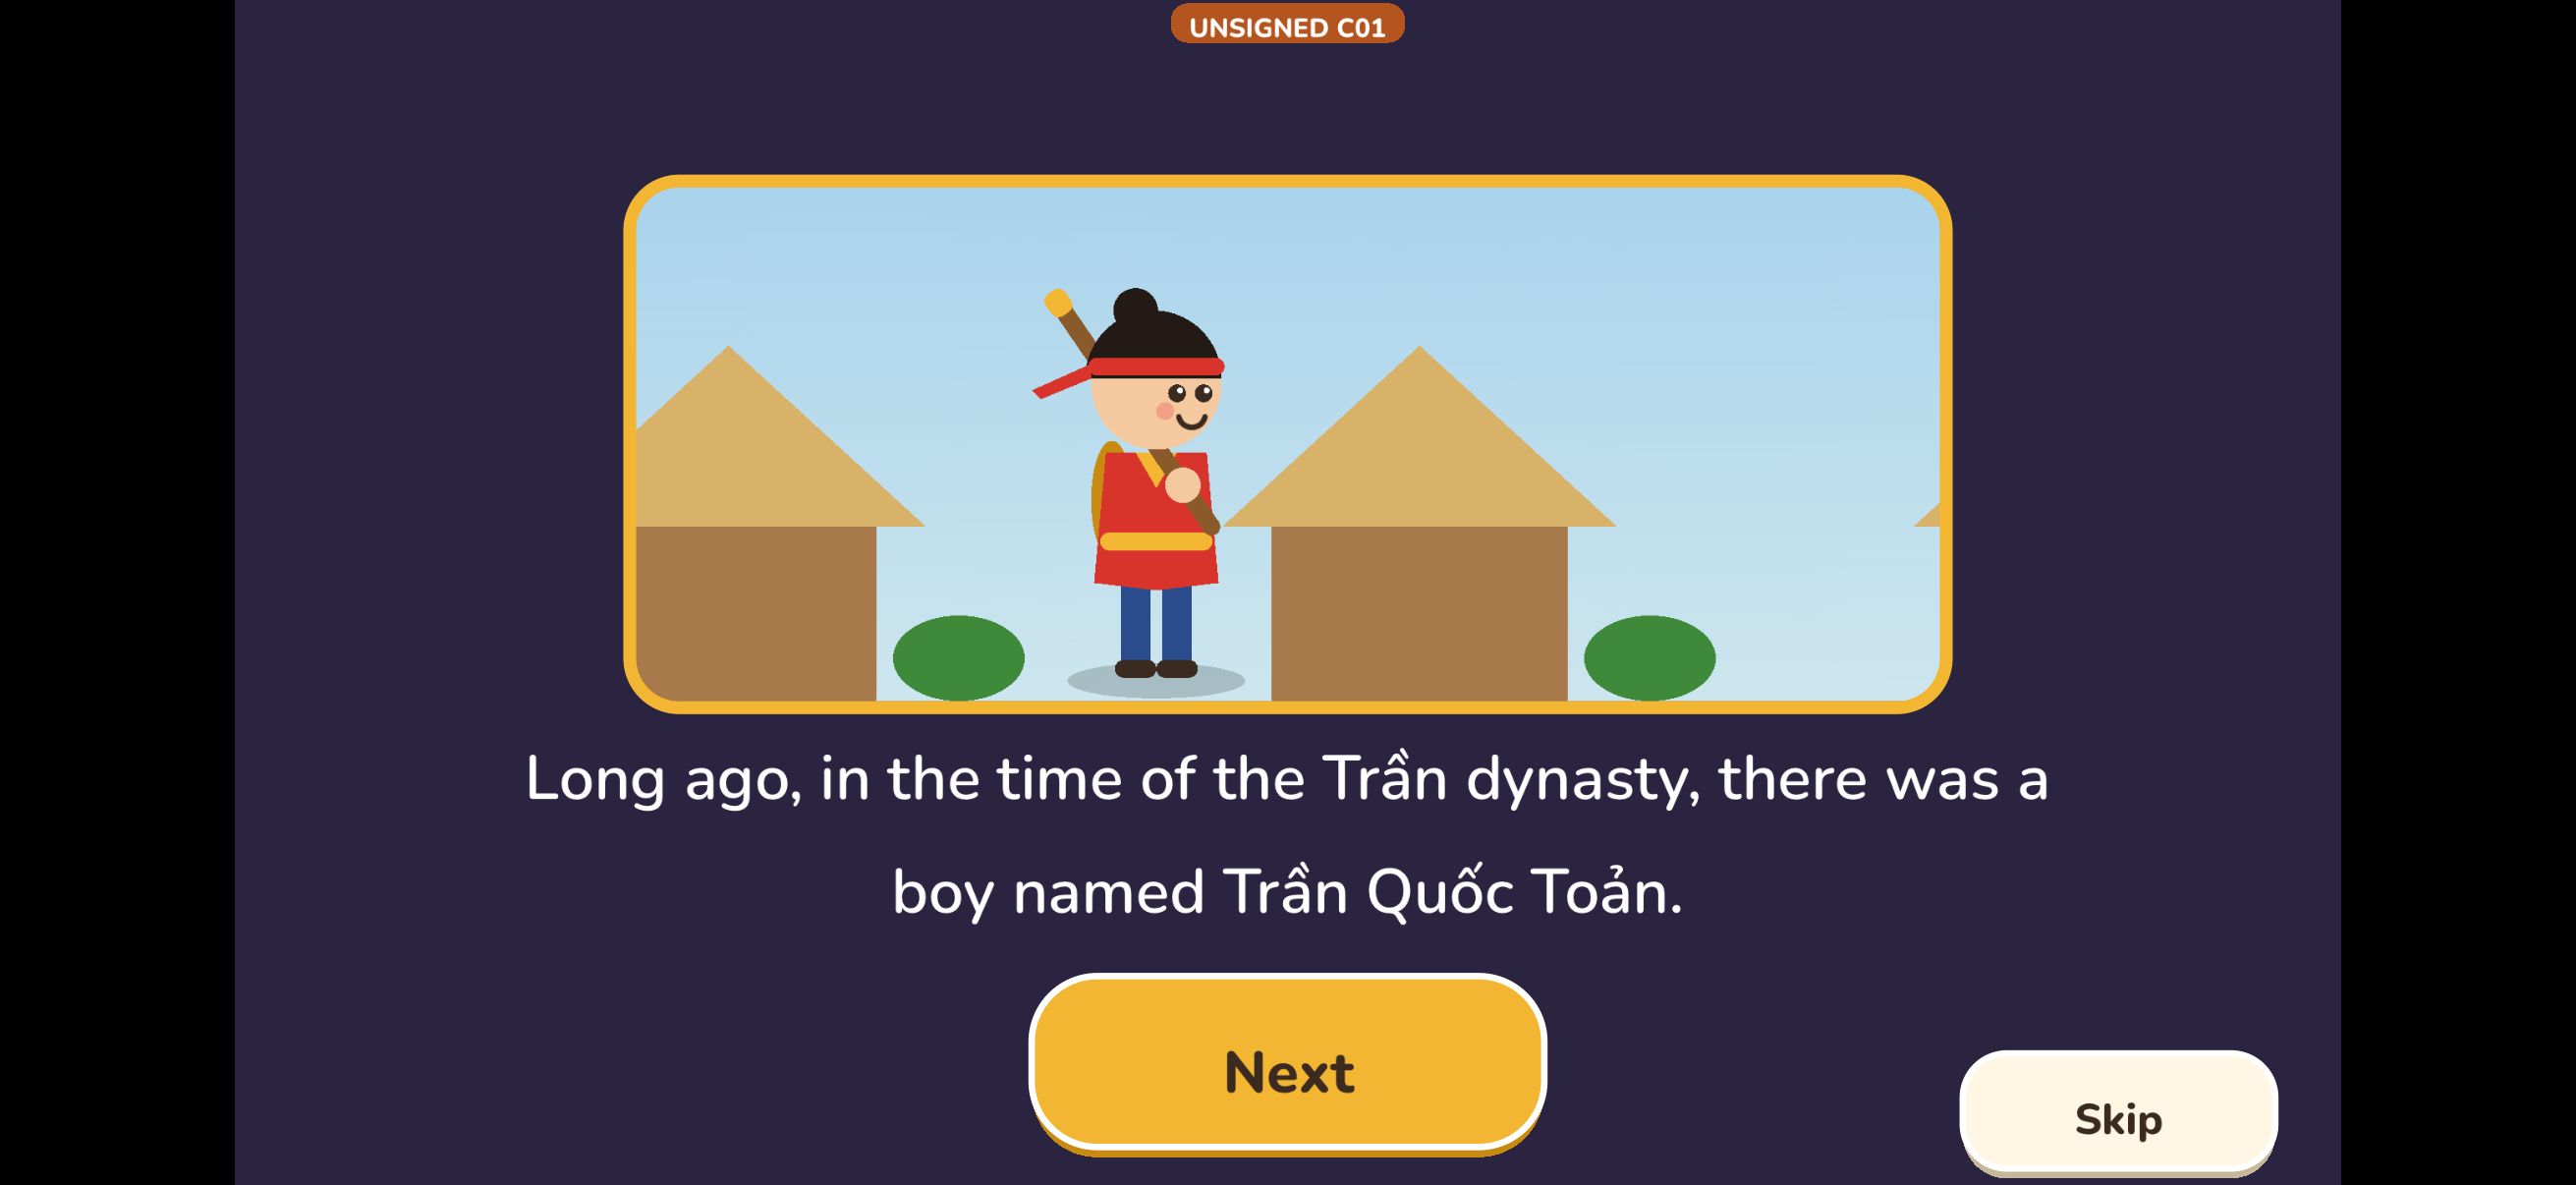 UNSIGNED C01
Long ago, in the time of the Trần dynasty, there was a
boy named Trần Quốc Toản.
Next
Skip